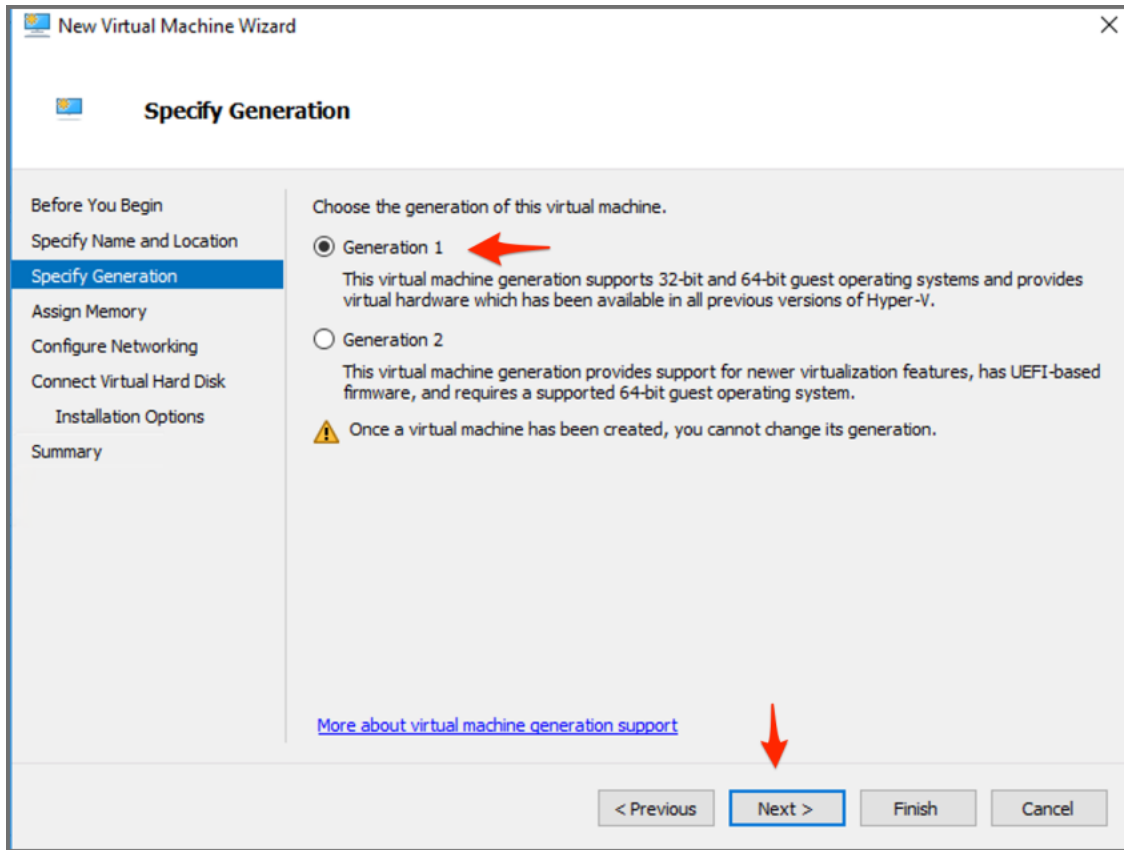 New Virtual Machine Wizard
Specify Generation
Before You Begin
Specify Name and Location
Specify Generation
Assign Memory
Configure Networking
Connect Virtual Hard Disk
Installation Options
Summary
Choose the generation of this virtual machine.
Generation 1
This virtual machine generation supports 32-bit and 64-bit guest operating systems and provides
virtual hardware which has been available in all previous versions of Hyper-V.
Generation 2
This virtual machine generation provides support for newer virtualization features, has UEFI-based
firmware, and requires a supported 64-bit guest operating system.
Once a virtual machine has been created, you cannot change its generation.
More about virtual machine generation support
< Previous
Next >
Finish
Cancel